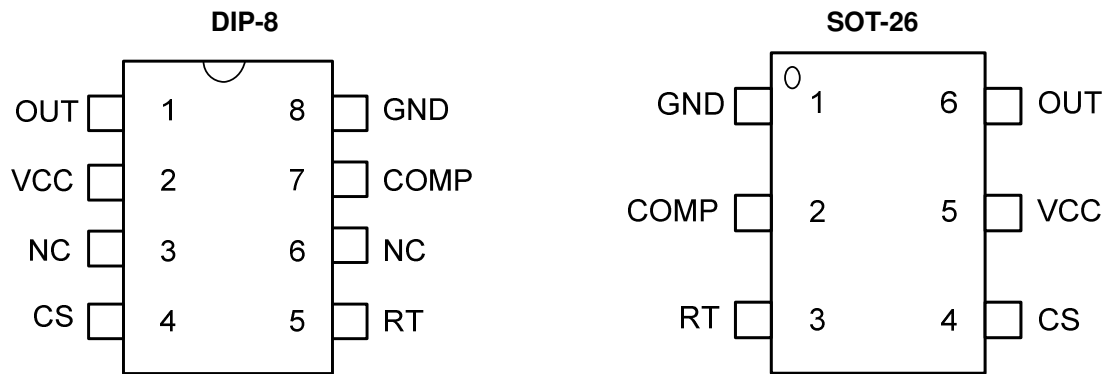 DIP-8
SOT-26
OUT 1 8 GND
VCC 2 7 COMP
NC 3 6 NC
CS 4 5 RT
GND 1 6 OUT
COMP 2 5 VCC
RT 3 4 CS